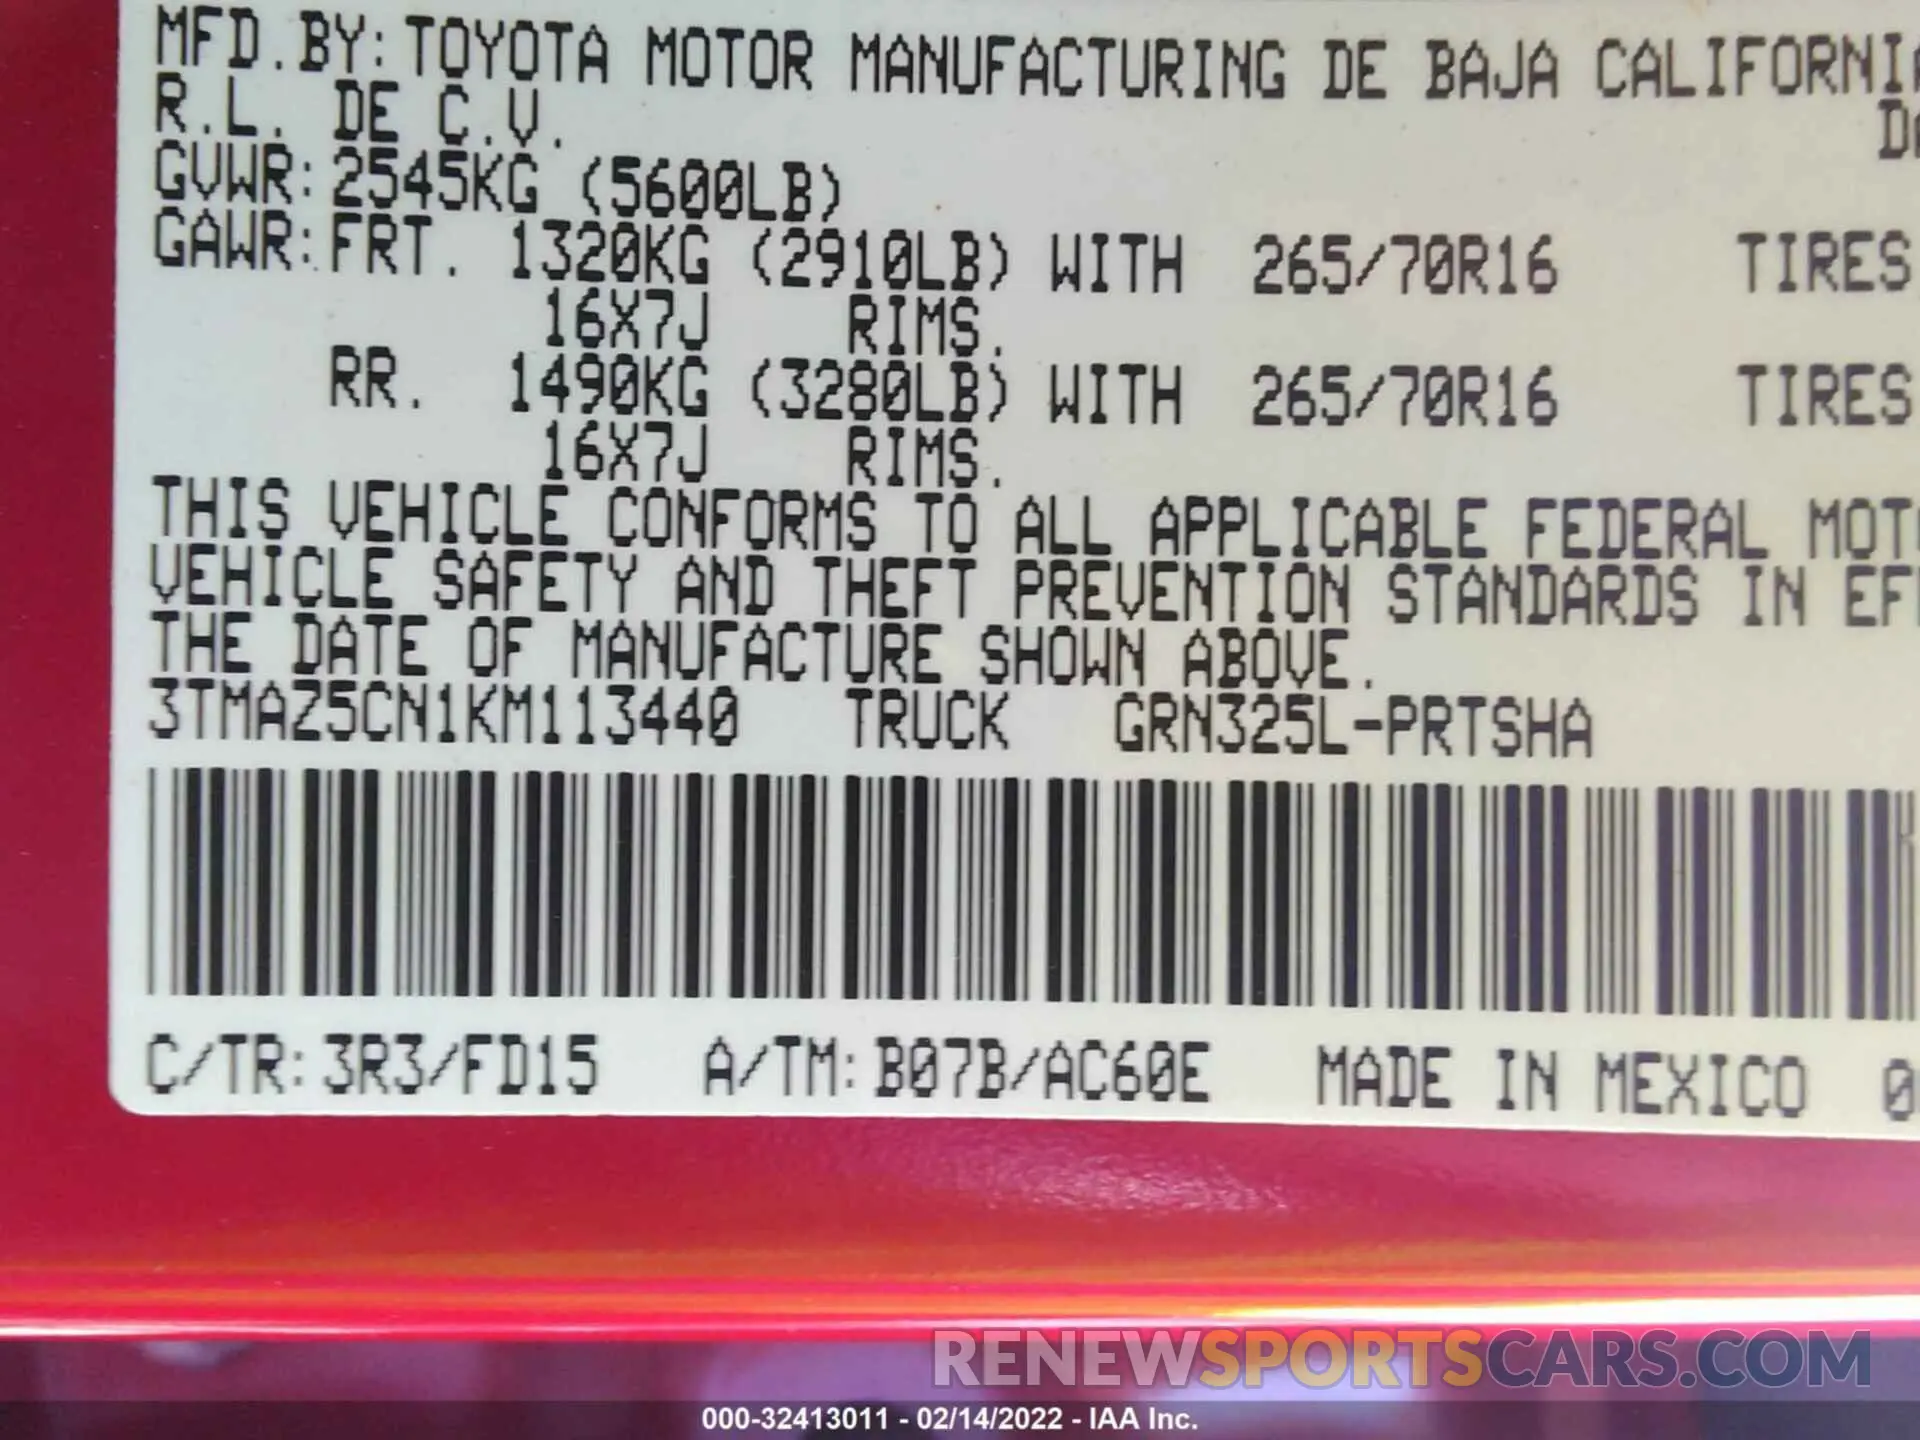 MFD.BY:TOYOTA MOTOR MANUFACTURING DE BAJA CALIFORNIA
R.L. DE C.V.
GVWR:2545KG (5600LB)
GAWR:FRT. 1320KG (2910LB) WITH 265/70R16 TIRES
16X7J RIMS.
RR. 1490KG (3280LB) WITH 265/70R16 TIRES
16X7J RIMS.
THIS VEHICLE CONFORMS TO ALL APPLICABLE FEDERAL
VEHICLE SAFETY AND THEFT PREVENTION STANDARDS IN
THE DATE OF MANUFACTURE SHOWN ABOVE.
3TMAZ5CN1KM113440 TRUCK GRN325L-PRTSHA
C/TR:3R3/FD15 A/TM:B07B/AC60E MADE IN MEXICO
RENEWSPORTSCARS.COM
000-32413011 - 02/14/2022 - IAA Inc.